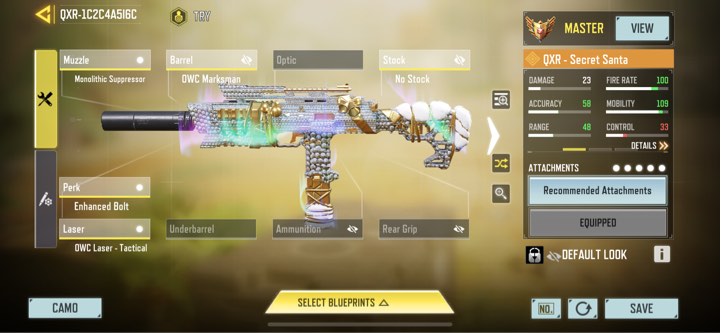 QXR-1C2C4A5I6C
TRY
MASTER
VIEW
Muzzle
Monolithic Suppressor
Barrel
OWC Marksman
Optic
Stock
No Stock
QXR - Secret Santa
DAMAGE 23 FIRE RATE 100
ACCURACY 58 MOBILITY 109
RANGE 48 CONTROL 33
DETAILS
ATTACHMENTS
Recommended Attachments
EQUIPPED
DEFAULT LOOK
Perk
Enhanced Bolt
Laser
OWC Laser - Tactical
Underbarrel
Ammunition
Rear Grip
CAMO
SELECT BLUEPRINTS
NO.
SAVE